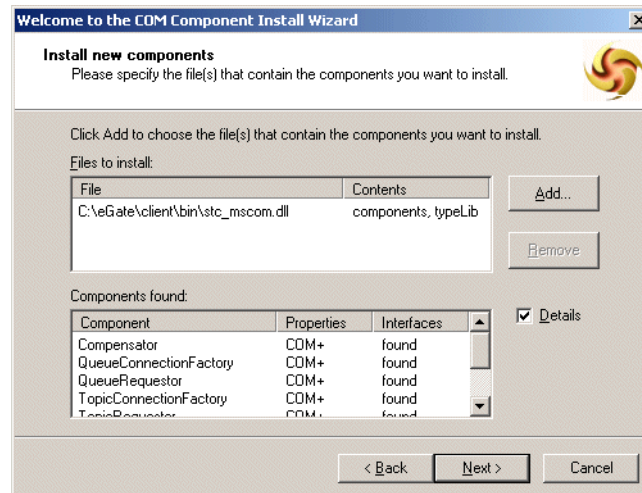 Welcome to the COM Component Install Wizard
Install new components
Please specify the file(s) that contain the components you want to install.
Click Add to choose the file(s) that contain the components you want to install.
Files to install:
File Contents
C:\eGate\client\bin\stc_mscom.dll components, typeLib
Add...
Remove
Components found:
Component Properties Interfaces
Details
Compensator COM+ found
QueueConnectionFactory COM+ found
QueueRequestor COM+ found
TopicConnectionFactory COM+ found
TopicRequestor COM+ found
< Back Next > Cancel